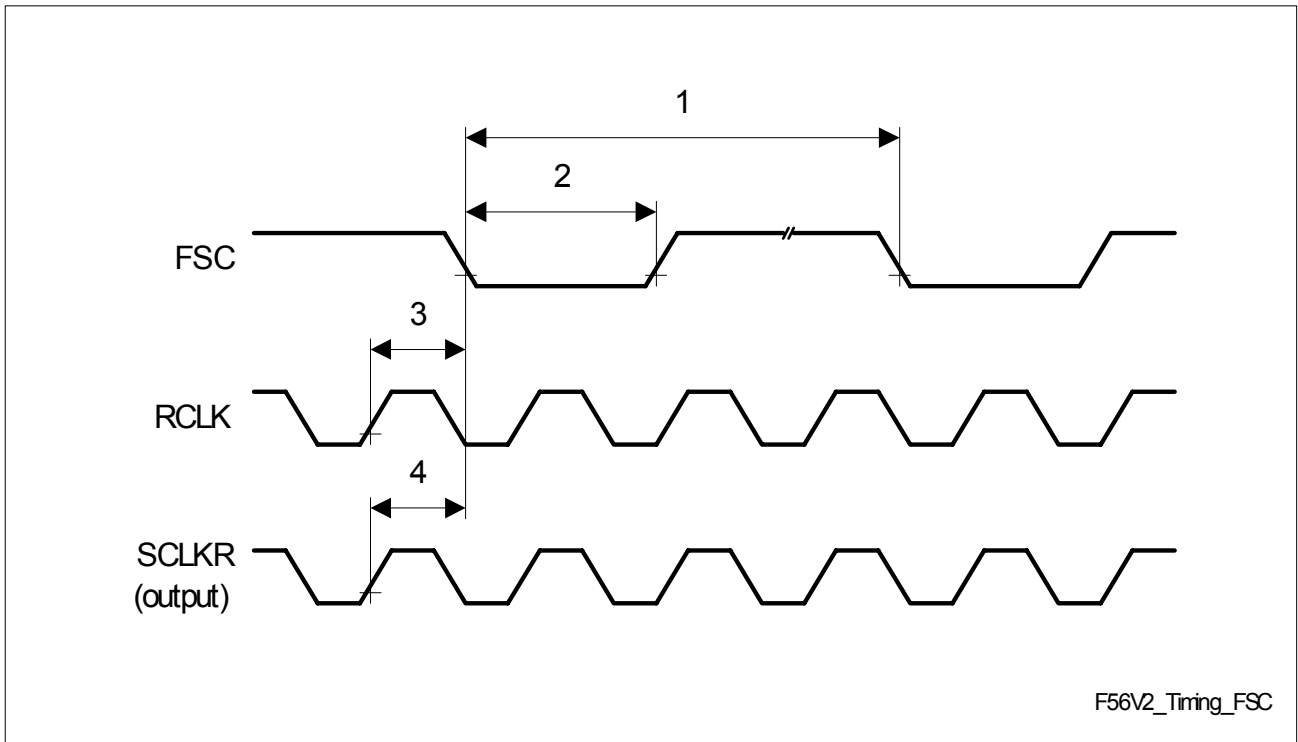 1
2
FSC
3
RCLK
4
SCLKR
(output)
F56V2_Timing_FSC